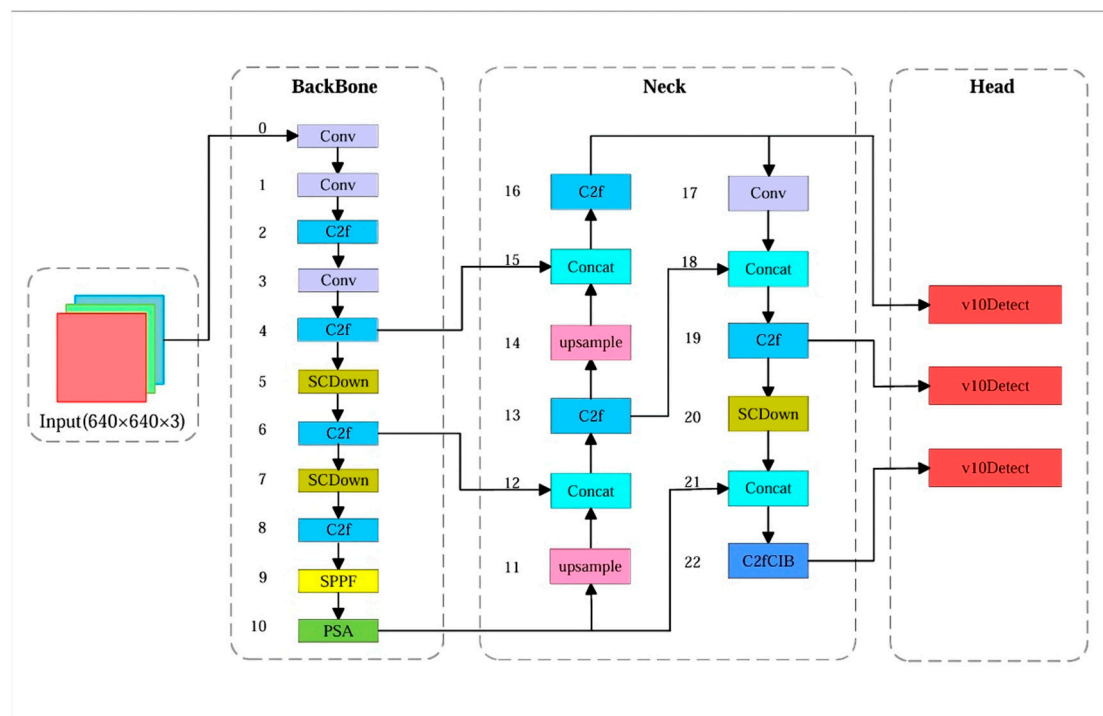 BackBone
Neck
Head
0
Conv
1
Conv
2
C2f
3
Conv
4
C2f
5
SCDown
6
C2f
7
SCDown
8
C2f
9
SPPF
10
PSA
Input(640×640×3)
16
C2f
15
Concat
14
upsample
13
C2f
12
Concat
11
upsample
17
Conv
18
Concat
19
C2f
20
SCDown
21
Concat
22
C2fCIB
v10Detect
v10Detect
v10Detect